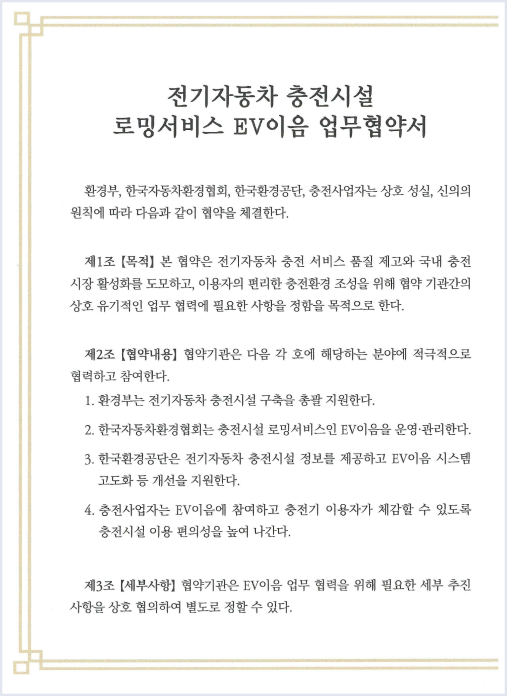 전기자동차 충전시설
로밍서비스 EV이음 업무협약서
환경부, 한국자동차환경협회, 한국환경공단, 충전사업자는 상호 성실, 신의의
원칙에 따라 다음과 같이 협약을 체결한다.
제1조 【목적】 본 협약은 전기자동차 충전 서비스 품질 제고와 국내 충전
시장 활성화를 도모하고, 이용자의 편리한 충전환경 조성을 위해 협약 기관간의
상호 유기적인 업무 협력에 필요한 사항을 정함을 목적으로 한다.
제2조 【협약내용】 협약기관은 다음 각 호에 해당하는 분야에 적극적으로
협력하고 참여한다.
1. 환경부는 전기자동차 충전시설 구축을 총괄 지원한다.
2. 한국자동차환경협회는 충전시설 로밍서비스인 EV이음을 운영·관리한다.
3. 한국환경공단은 전기자동차 충전시설 정보를 제공하고 EV이음 시스템
고도화 등 개선을 지원한다.
4. 충전사업자는 EV이음에 참여하고 충전기 이용자가 체감할 수 있도록
충전시설 이용 편의성을 높여 나간다.
제3조 【세부사항】 협약기관은 EV이음 업무 협력을 위해 필요한 세부 추진
사항을 상호 협의하여 별도로 정할 수 있다.